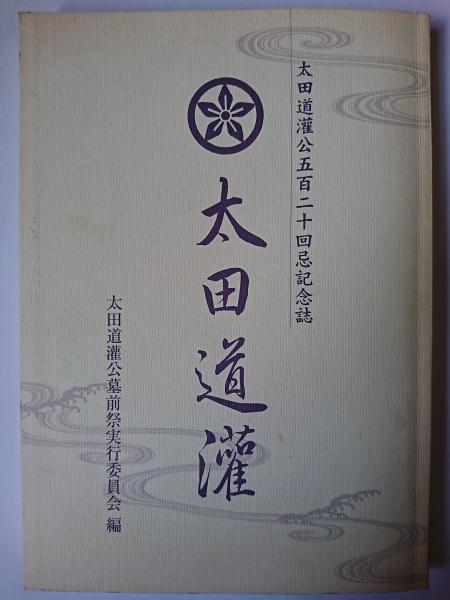 太田道灌公五百二十回忌記念誌
太田道灌
太田道灌公墓前祭実行委員会 編